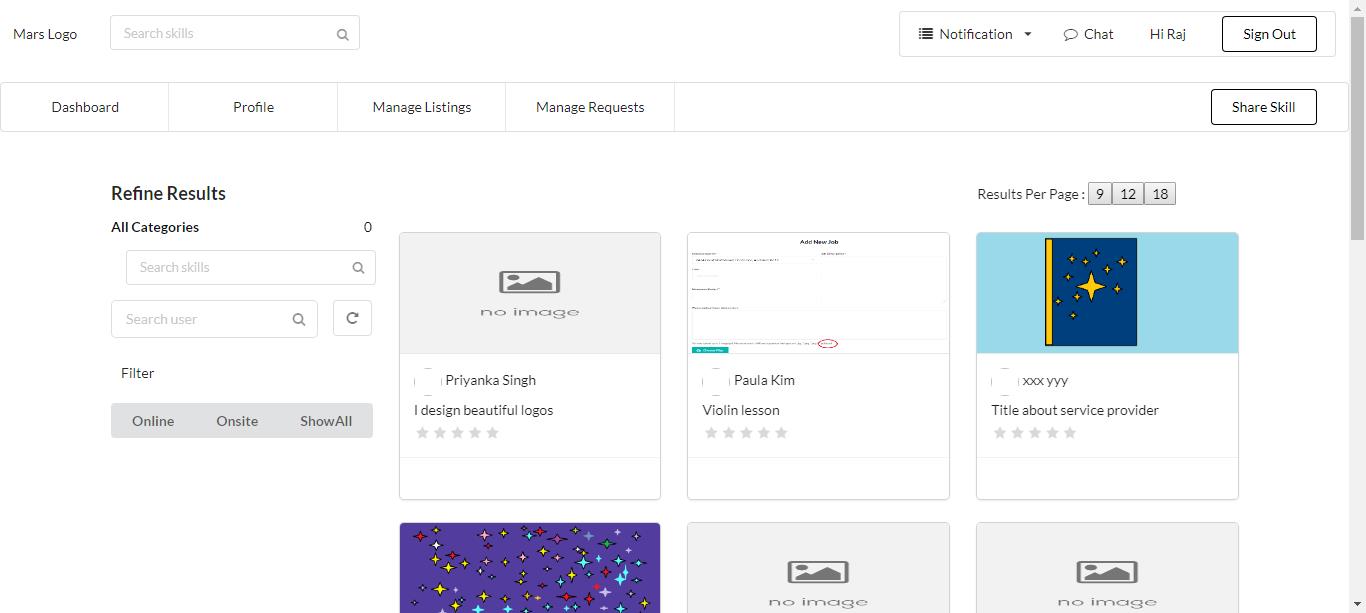 Mars Logo
Search skills
Notification
Chat
Hi Raj
Sign Out
Dashboard
Profile
Manage Listings
Manage Requests
Share Skill
Refine Results
Results Per Page : 9 12 18
All Categories 0
Search skills
Search user
Filter
Online
Onsite
ShowAll
no image
Priyanka Singh
I design beautiful logos
Add New Job
Paula Kim
Violin lesson
xxx yyy
Title about service provider
no image
no image